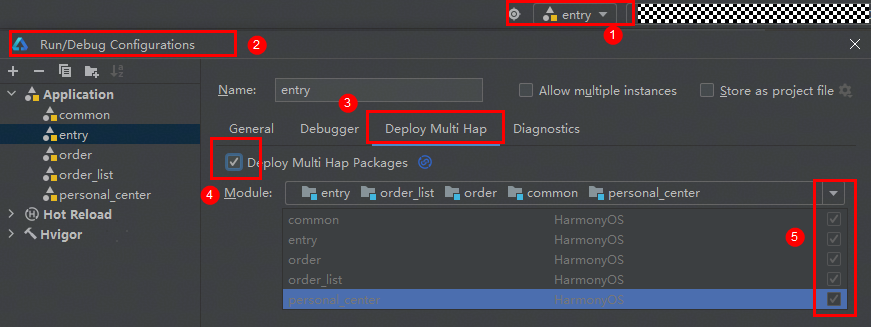 entry
1
Run/Debug Configurations
2
Application
common
entry
order
order_list
personal_center
Hot Reload
Hvigor
Name: entry
Allow multiple instances
Store as project file
3
General Debugger Deploy Multi Hap Diagnostics
Deploy Multi Hap Packages
4
Module: entry order_list order common personal_center
common HarmonyOS
entry HarmonyOS
5
order HarmonyOS
order_list HarmonyOS
personal_center HarmonyOS